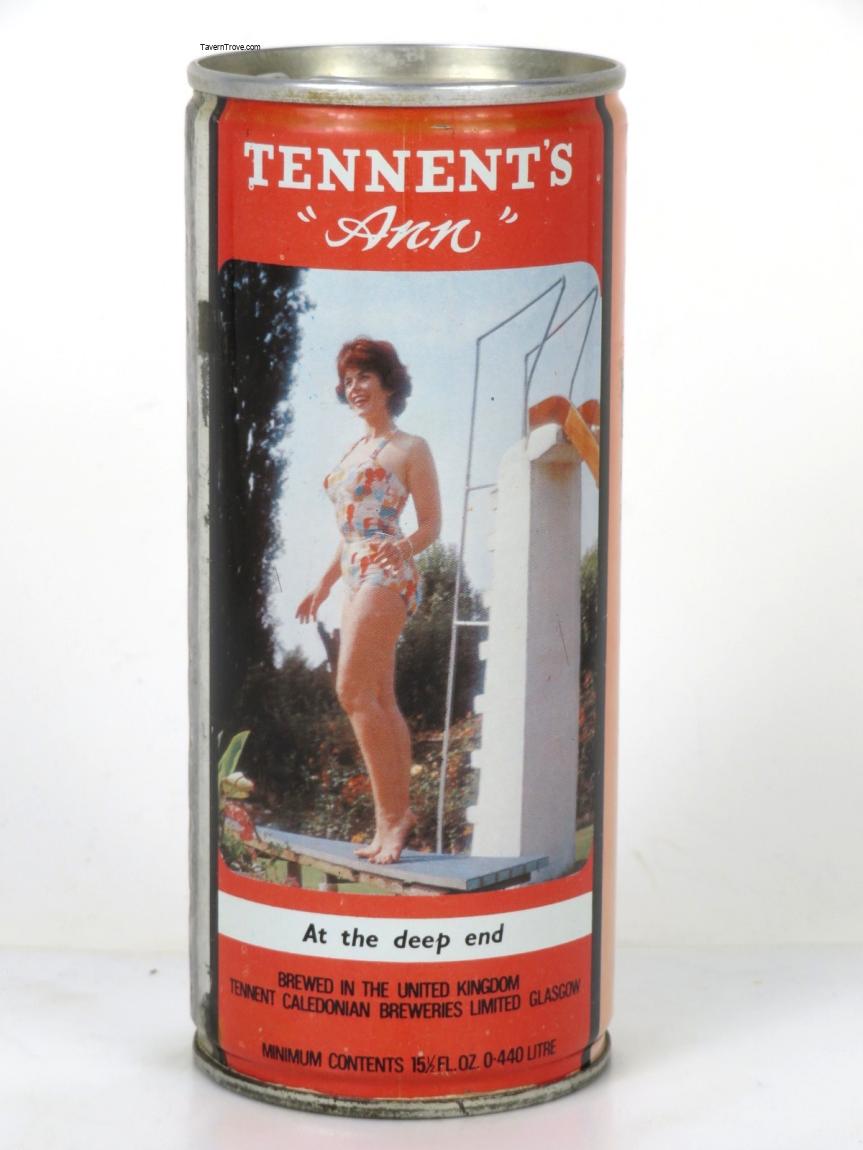 TavernTrove.com
TENNENT'S
"Ann"
At the deep end
BREWED IN THE UNITED KINGDOM
TENNENT CALEDONIAN BREWERIES LIMITED GLASGOW
MINIMUM CONTENTS 15½ FL. OZ. 0·440 LITRE